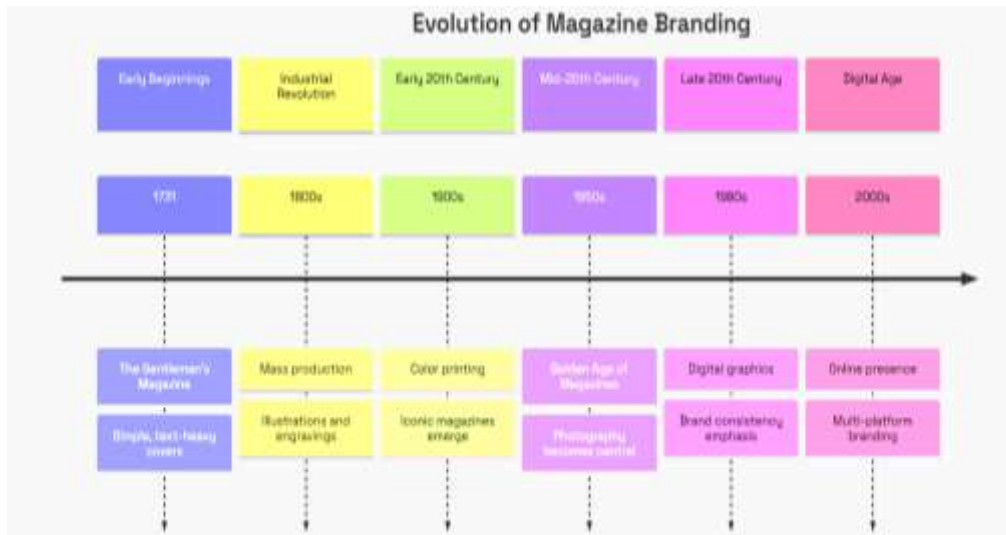 Evolution of Magazine Branding
Early Beginnings
Industrial
Revolution
Early 20th Century
Mid-20th Century
Late 20th Century
Digital Age
1731
1800s
1900s
1950s
1980s
2000s
The Gentleman's
Magazine
Mass production
Color printing
Golden Age of
Magazines
Digital graphics
Online presence
Simple, text-heavy
covers
Illustrations and
engravings
Iconic magazines
emerge
Photography
becomes central
Brand consistency
emphasis
Multi-platform
branding